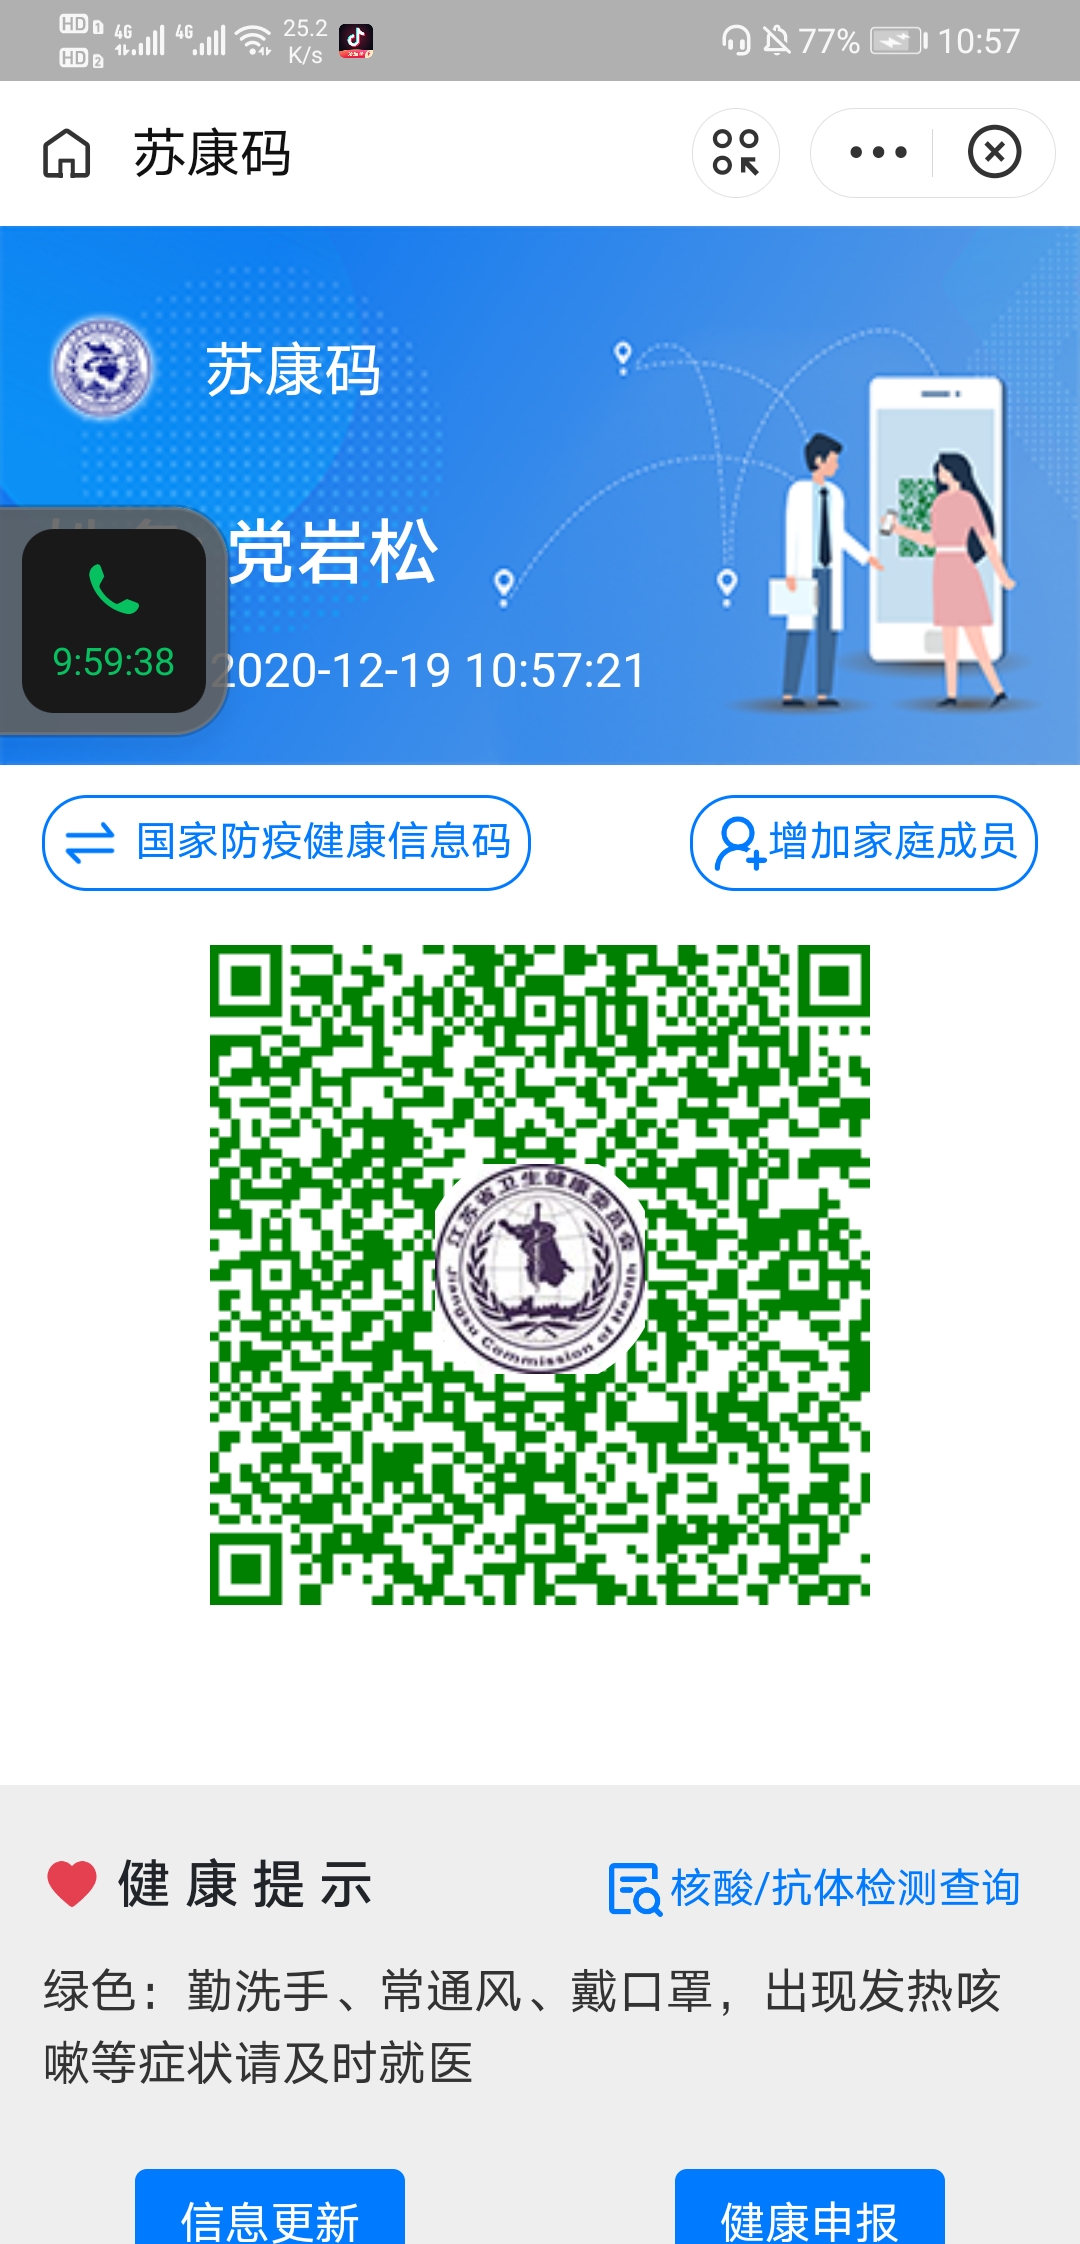 HD 1 4G 4G 25.2 K/s 77% 10:57
HD 2
苏康码
苏康码
党岩松
9:59:38
2020-12-19 10:57:21
国家防疫健康信息码
增加家庭成员
江苏省卫生健康委员会
Jiangsu Commission of Health
健康提示
核酸/抗体检测查询
绿色：勤洗手、常通风、戴口罩，出现发热咳
嗽等症状请及时就医
信息更新
健康申报